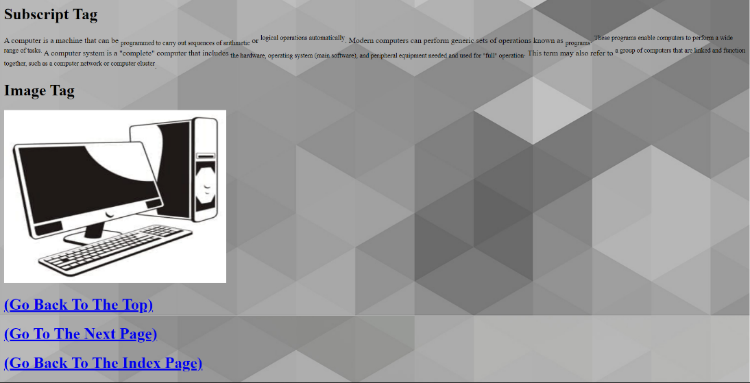 Subscript Tag
A computer is a machine that can be programmed to carry out sequences of arithmetic or logical operations automatically. Modern computers can perform generic sets of operations known as programs. These programs enable computers to perform a wide
range of tasks. A computer system is a "complete" computer that includes the hardware, operating system (main software), and peripheral equipment needed and used for "full" operation. This term may also refer to a group of computers that are linked and function
together, such as a computer network or computer cluster.
Image Tag
(Go Back To The Top)
(Go To The Next Page)
(Go Back To The Index Page)